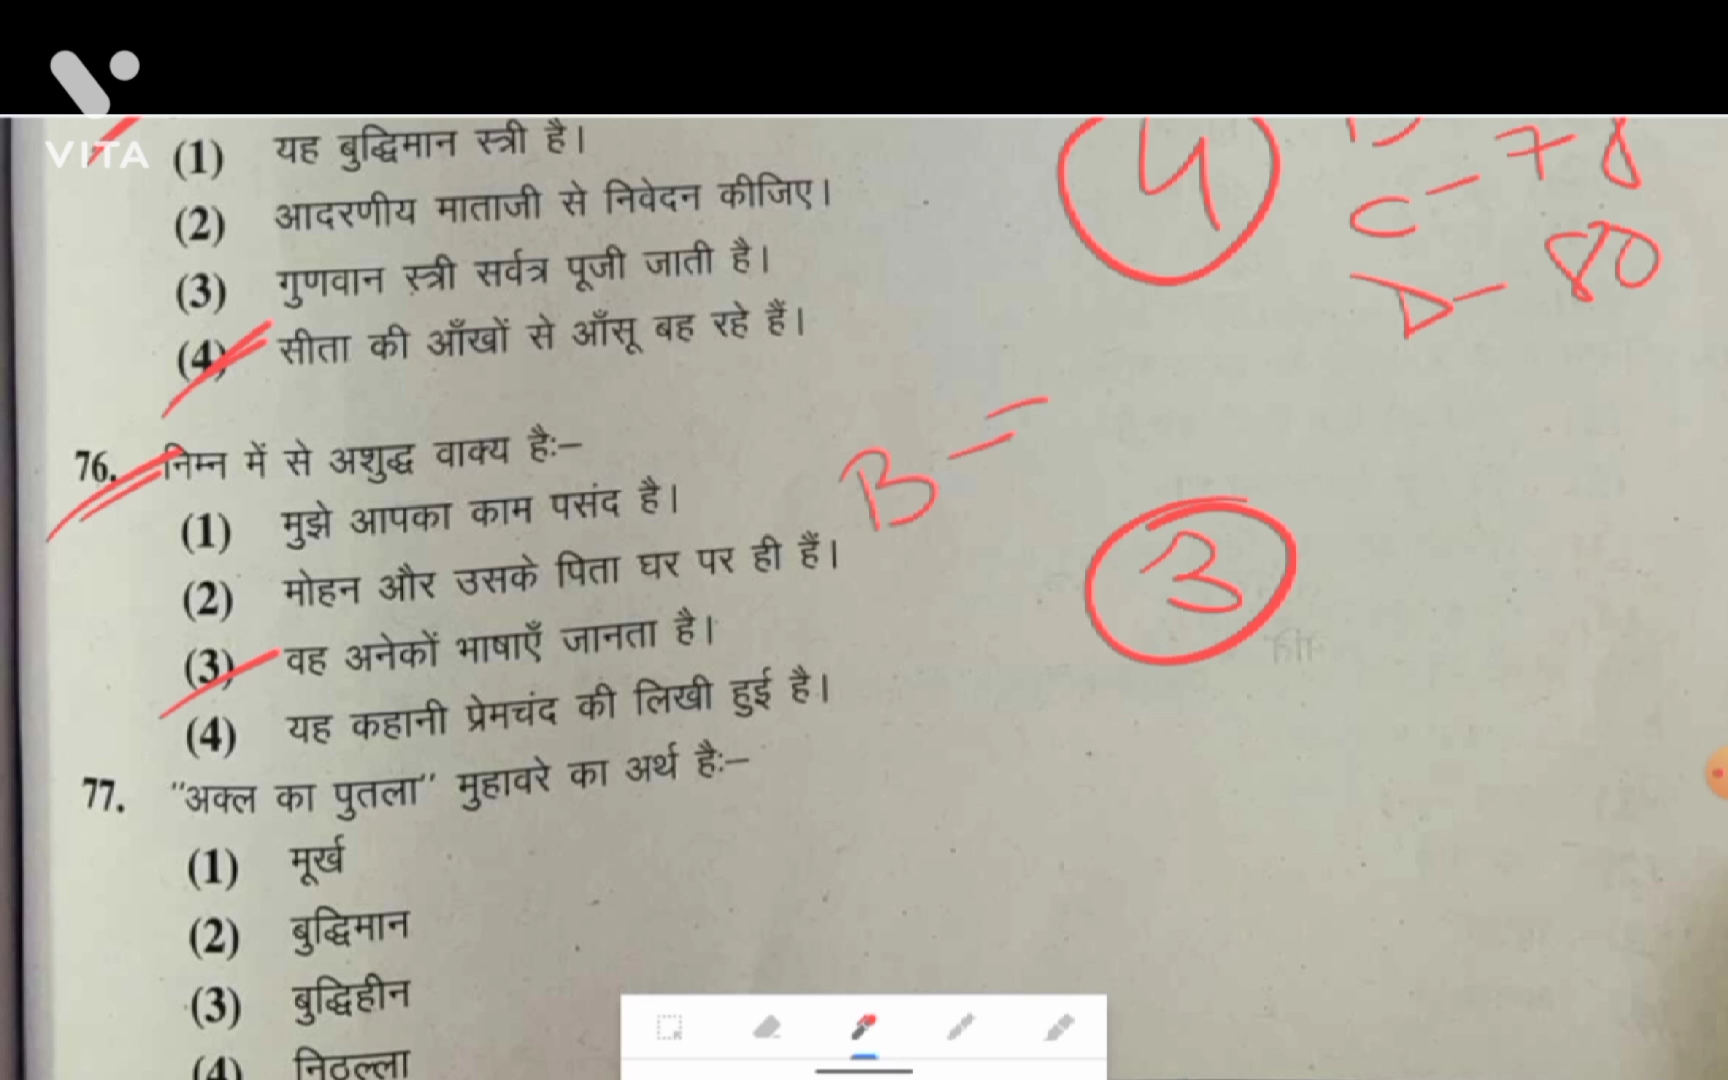 VITA
(1) यह बुद्धिमान स्त्री है।
(2) आदरणीय माताजी से निवेदन कीजिए।
(3) गुणवान स्त्री सर्वत्र पूजी जाती है।
(4) सीता की आँखों से आँसू बह रहे हैं।
4
C - 78
D - 80
76. निम्न में से अशुद्ध वाक्य हैः–
(1) मुझे आपका काम पसंद है।
(2) मोहन और उसके पिता घर पर ही हैं।
(3) वह अनेकों भाषाएँ जानता है।
(4) यह कहानी प्रेमचंद की लिखी हुई है।
B =
3
77. "अक्ल का पुतला" मुहावरे का अर्थ हैः–
(1) मूर्ख
(2) बुद्धिमान
(3) बुद्धिहीन
(4) निठल्ला